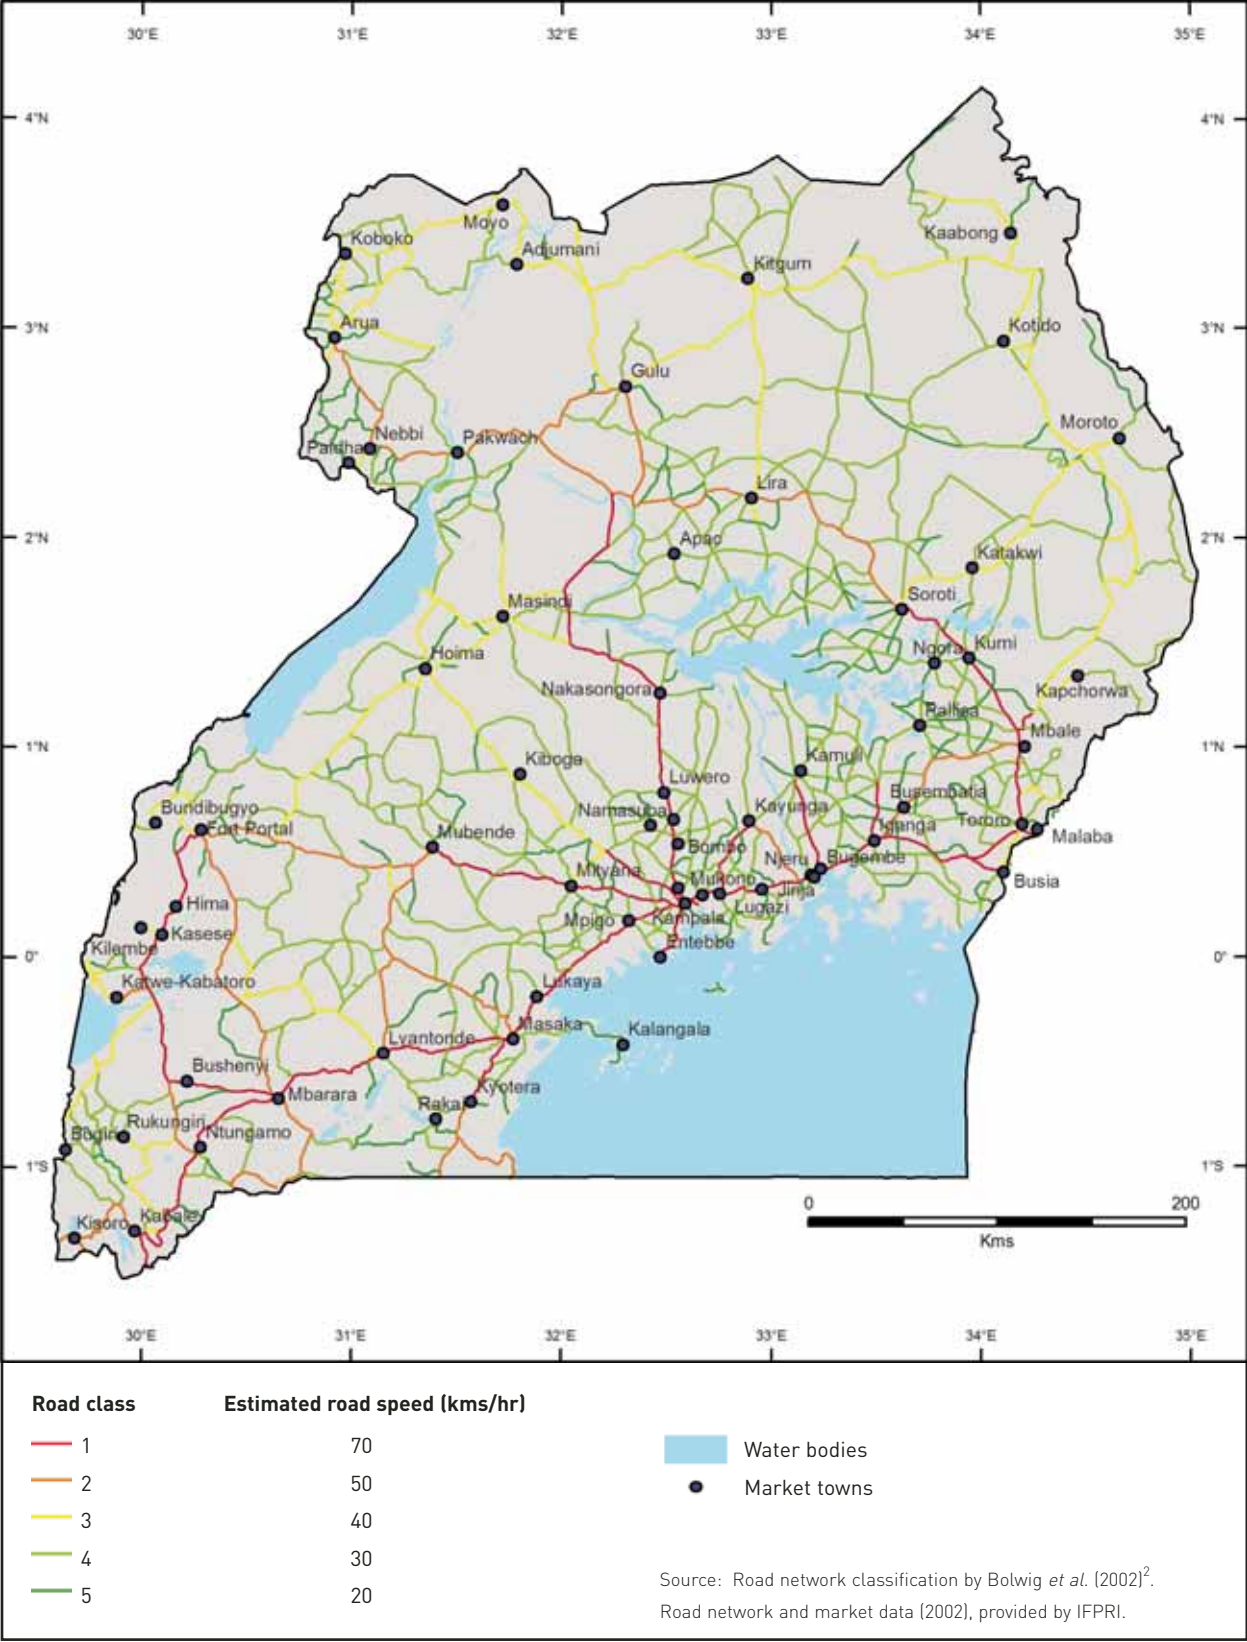 30°E 31°E 32°E 33°E 34°E 35°E
4°N 4°N
Moyo
Koboko
Adjumani
Kaabong
Kitgum
3°N 3°N
Arua
Kotido
Gulu
Moroto
Nebbi
Pakwach
Paidha
Lira
2°N 2°N
Apac
Katakwi
Masindi
Soroti
Hoima
Ngora
Kumi
Nakasongora
Kapchorwa
Pallisa
1°N 1°N
Mbale
Kiboga
Kamuli
Luwero
Busembatia
Bundibugyo
Namasuba
Kayunga
Fort Portal
Mubende
Iganga
Tororo
Malaba
Bombo
Njeru
Bugembe
Mityana
Mukono
Jinja
Busia
Hima
Lugazi
Kasese
Mpigo
Kampala
Kilembe
Entebbe
0° 0°
Katwe-Kabatoro
Lukaya
Masaka
Kalangala
Lyantonde
Bushenyi
Mbarara
Kyotera
Rakai
Rukungiri
Ntungamo
1°S 1°S
Kabale
Kisoro
0 200
Kms
30°E 31°E 32°E 33°E 34°E 35°E
Road class Estimated road speed (kms/hr)
1 70
2 50
3 40
4 30
5 20
Water bodies
Market towns
Source: Road network classification by Bolwig et al. (2002)2.
Road network and market data (2002), provided by IFPRI.